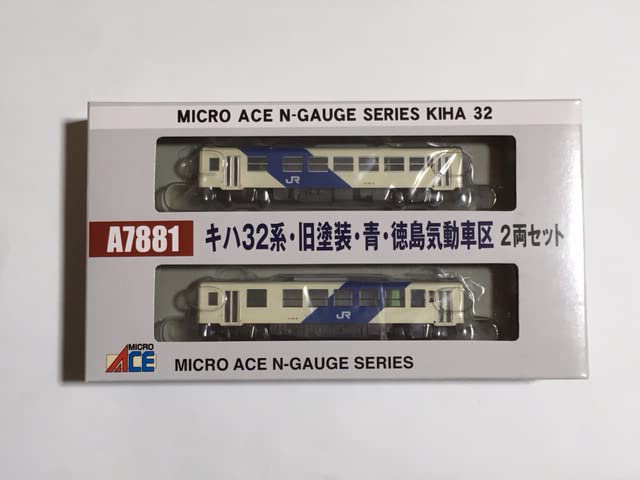 MICRO ACE N-GAUGE SERIES KIHA 32
JR
A7881 キハ32系・旧塗装・青・徳島気動車区 2両セット
JR
MICRO ACE MICRO ACE N-GAUGE SERIES